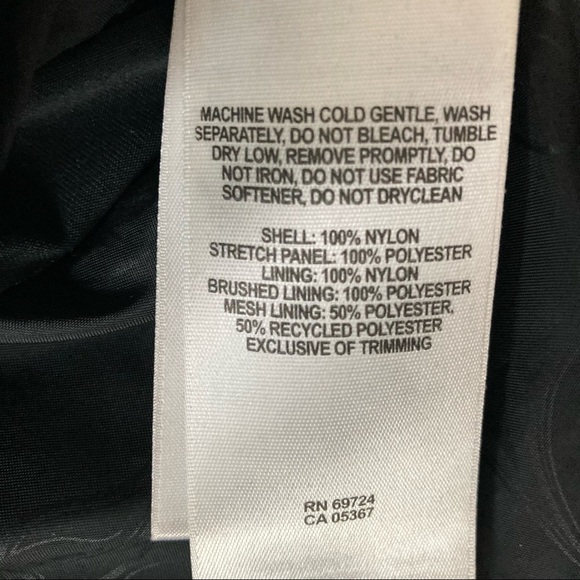 MACHINE WASH COLD GENTLE, WASH
SEPARATELY, DO NOT BLEACH, TUMBLE
DRY LOW, REMOVE PROMPTLY, DO
NOT IRON, DO NOT USE FABRIC
SOFTENER, DO NOT DRYCLEAN
SHELL: 100% NYLON
STRETCH PANEL: 100% POLYESTER
LINING: 100% NYLON
BRUSHED LINING: 100% POLYESTER
MESH LINING: 50% POLYESTER,
50% RECYCLED POLYESTER
EXCLUSIVE OF TRIMMING
RN 69724
CA 05367